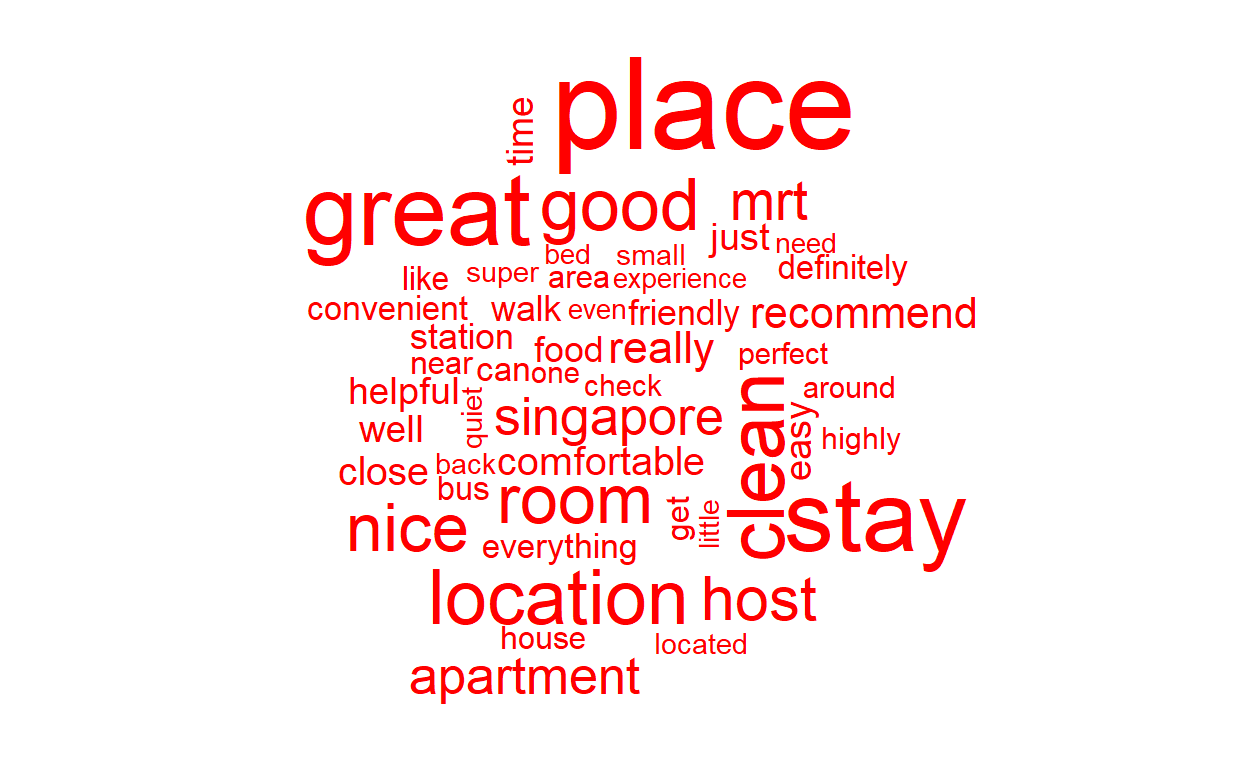 place
time
great
good
mrt
just
need
bed
small
definitely
like
super
area
experience
convenient
walk
even
friendly
recommend
station
food
really
perfect
near
can
one
check
around
helpful
quiet
singapore
clean
easy
well
highly
close
back
comfortable
bus
room
get
little
stay
nice
everything
location
host
house
located
apartment